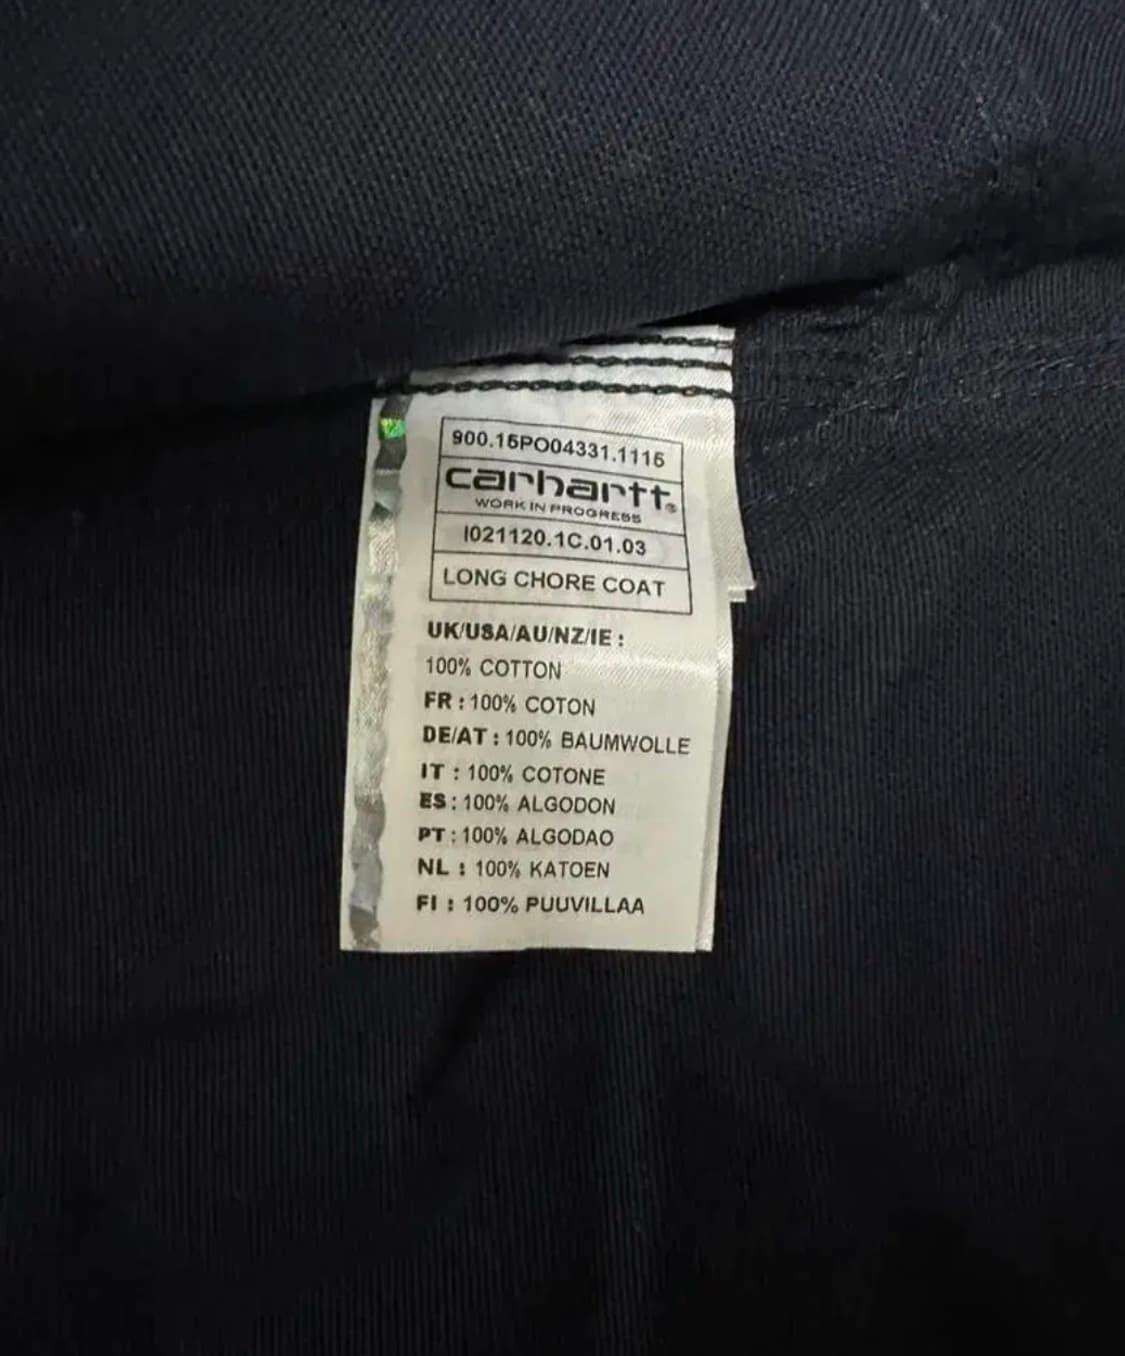 900.15PO04331.1115
carhartt®
WORK IN PROGRESS
I021120.1C.01.03
LONG CHORE COAT
UK/USA/AU/NZ/IE :
100% COTTON
FR : 100% COTON
DE/AT : 100% BAUMWOLLE
IT : 100% COTONE
ES : 100% ALGODON
PT : 100% ALGODAO
NL : 100% KATOEN
FI : 100% PUUVILLAA